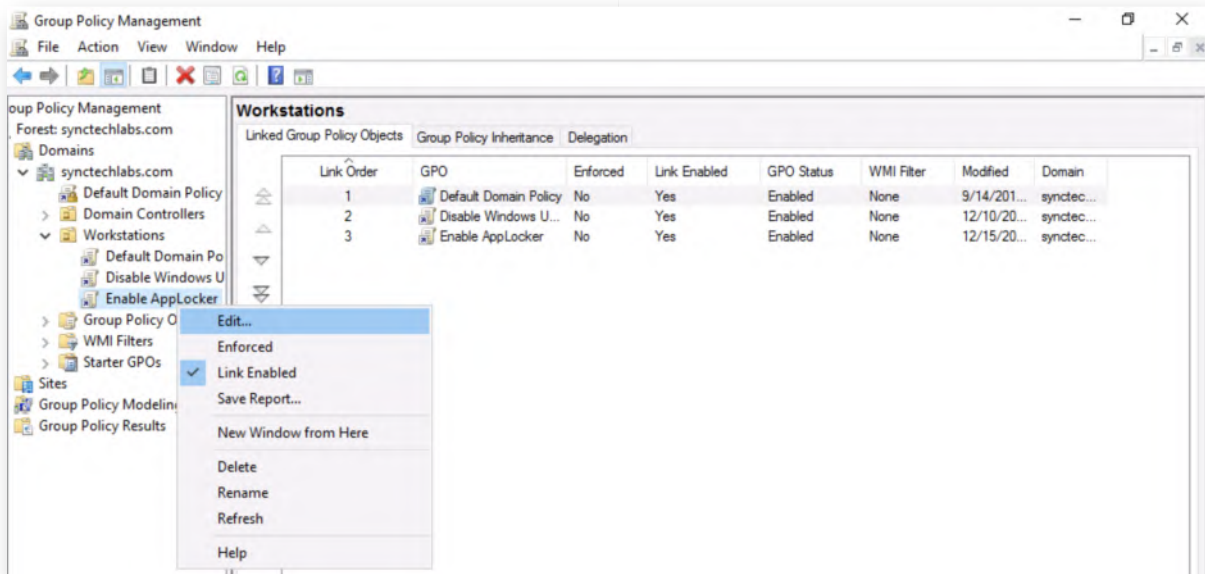 Group Policy Management
File Action View Window Help
oup Policy Management
Forest: synctechlabs.com
Domains
synctechlabs.com
Default Domain Policy
Domain Controllers
Workstations
Default Domain Po
Disable Windows U
Enable AppLocker
Group Policy O
WMI Filters
Starter GPOs
Sites
Group Policy Modeling
Group Policy Results
Workstations
Linked Group Policy Objects Group Policy Inheritance Delegation
Link Order GPO Enforced Link Enabled GPO Status WMI Filter Modified Domain
1 Default Domain Policy No Yes Enabled None 9/14/201... synctec...
2 Disable Windows U... No Yes Enabled None 12/10/20... synctec...
3 Enable AppLocker No Yes Enabled None 12/15/20... synctec...
Edit...
Enforced
Link Enabled
Save Report...
New Window from Here
Delete
Rename
Refresh
Help